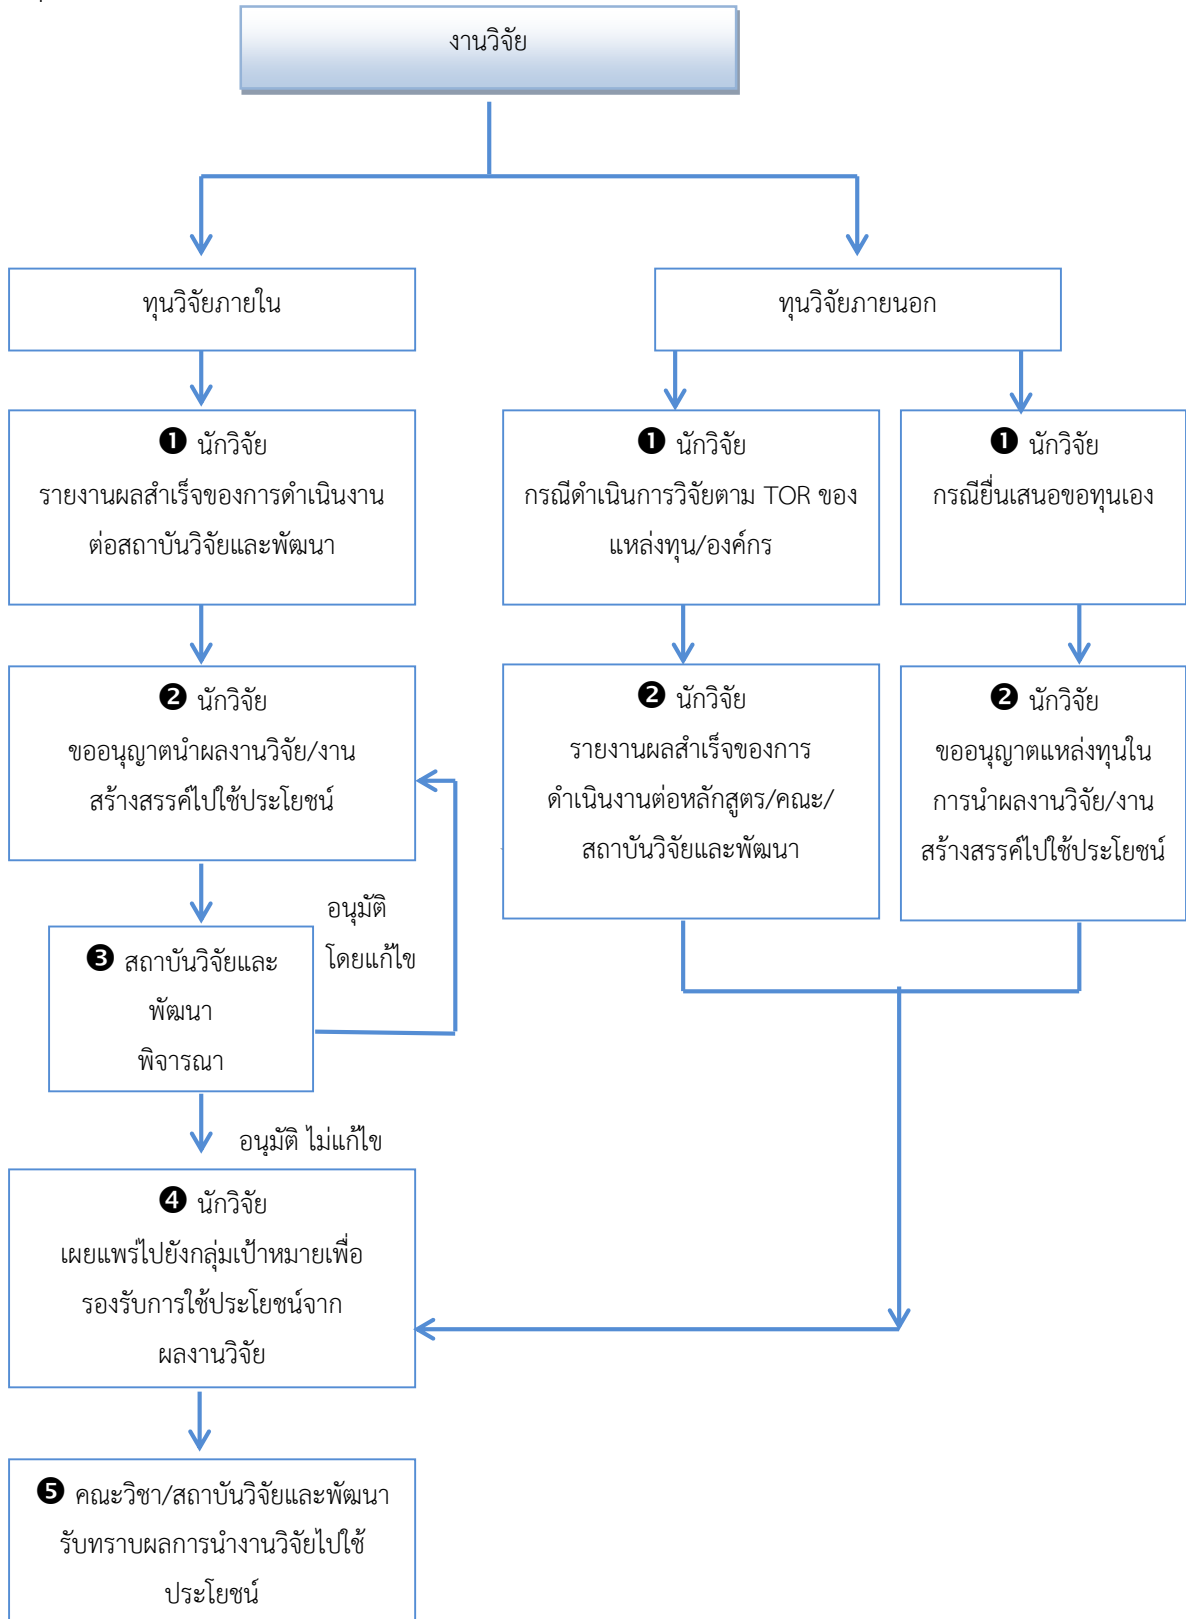 งานวิจัย
ทุนวิจัยภายใน
ทุนวิจัยภายนอก
❶ นักวิจัย
รายงานผลสำเร็จของการดำเนินงาน
ต่อสถาบันวิจัยและพัฒนา
❶ นักวิจัย
กรณีดำเนินการวิจัยตาม TOR ของ
แหล่งทุน/องค์กร
❶ นักวิจัย
กรณียื่นเสนอขอทุนเอง
❷ นักวิจัย
ขออนุญาตนำผลงานวิจัย/งาน
สร้างสรรค์ไปใช้ประโยชน์
❷ นักวิจัย
รายงานผลสำเร็จของการ
ดำเนินงานต่อหลักสูตร/คณะ/
สถาบันวิจัยและพัฒนา
❷ นักวิจัย
ขออนุญาตแหล่งทุนใน
การนำผลงานวิจัย/งาน
สร้างสรรค์ไปใช้ประโยชน์
อนุมัติ
โดยแก้ไข
❸ สถาบันวิจัยและ
พัฒนา
พิจารณา
อนุมัติ ไม่แก้ไข
❹ นักวิจัย
เผยแพร่ไปยังกลุ่มเป้าหมายเพื่อ
รองรับการใช้ประโยชน์จาก
ผลงานวิจัย
❺ คณะวิชา/สถาบันวิจัยและพัฒนา
รับทราบผลการนำงานวิจัยไปใช้
ประโยชน์